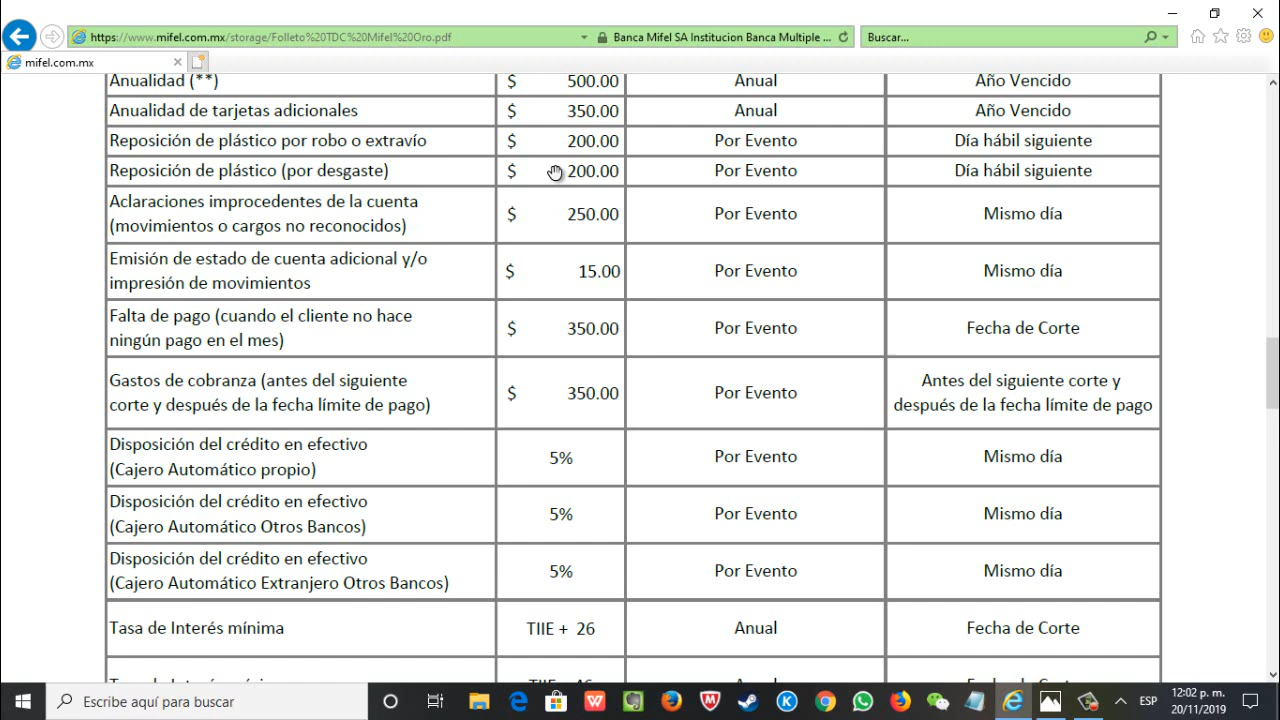 https://www.mifel.com.mx/storage/Folleto%20TDC%20Mifel%20Oro.pdf
Banca Mifel SA Institucion Banca Multiple ...
Buscar...
mifel.com.mx
Anualidad (**) $ 500.00 Anual Año Vencido
Anualidad de tarjetas adicionales $ 350.00 Anual Año Vencido
Reposición de plástico por robo o extravío $ 200.00 Por Evento Día hábil siguiente
Reposición de plástico (por desgaste) $ 200.00 Por Evento Día hábil siguiente
Aclaraciones improcedentes de la cuenta
(movimientos o cargos no reconocidos) $ 250.00 Por Evento Mismo día
Emisión de estado de cuenta adicional y/o
impresión de movimientos $ 15.00 Por Evento Mismo día
Falta de pago (cuando el cliente no hace
ningún pago en el mes) $ 350.00 Por Evento Fecha de Corte
Gastos de cobranza (antes del siguiente
corte y después de la fecha límite de pago) $ 350.00 Por Evento
Antes del siguiente corte y
después de la fecha límite de pago
Disposición del crédito en efectivo
(Cajero Automático propio) 5% Por Evento Mismo día
Disposición del crédito en efectivo
(Cajero Automático Otros Bancos) 5% Por Evento Mismo día
Disposición del crédito en efectivo
(Cajero Automático Extranjero Otros Bancos) 5% Por Evento Mismo día
Tasa de Interés mínima TIIE + 26 Anual Fecha de Corte
Escribe aquí para buscar
ESP
12:02 p. m.
20/11/2019